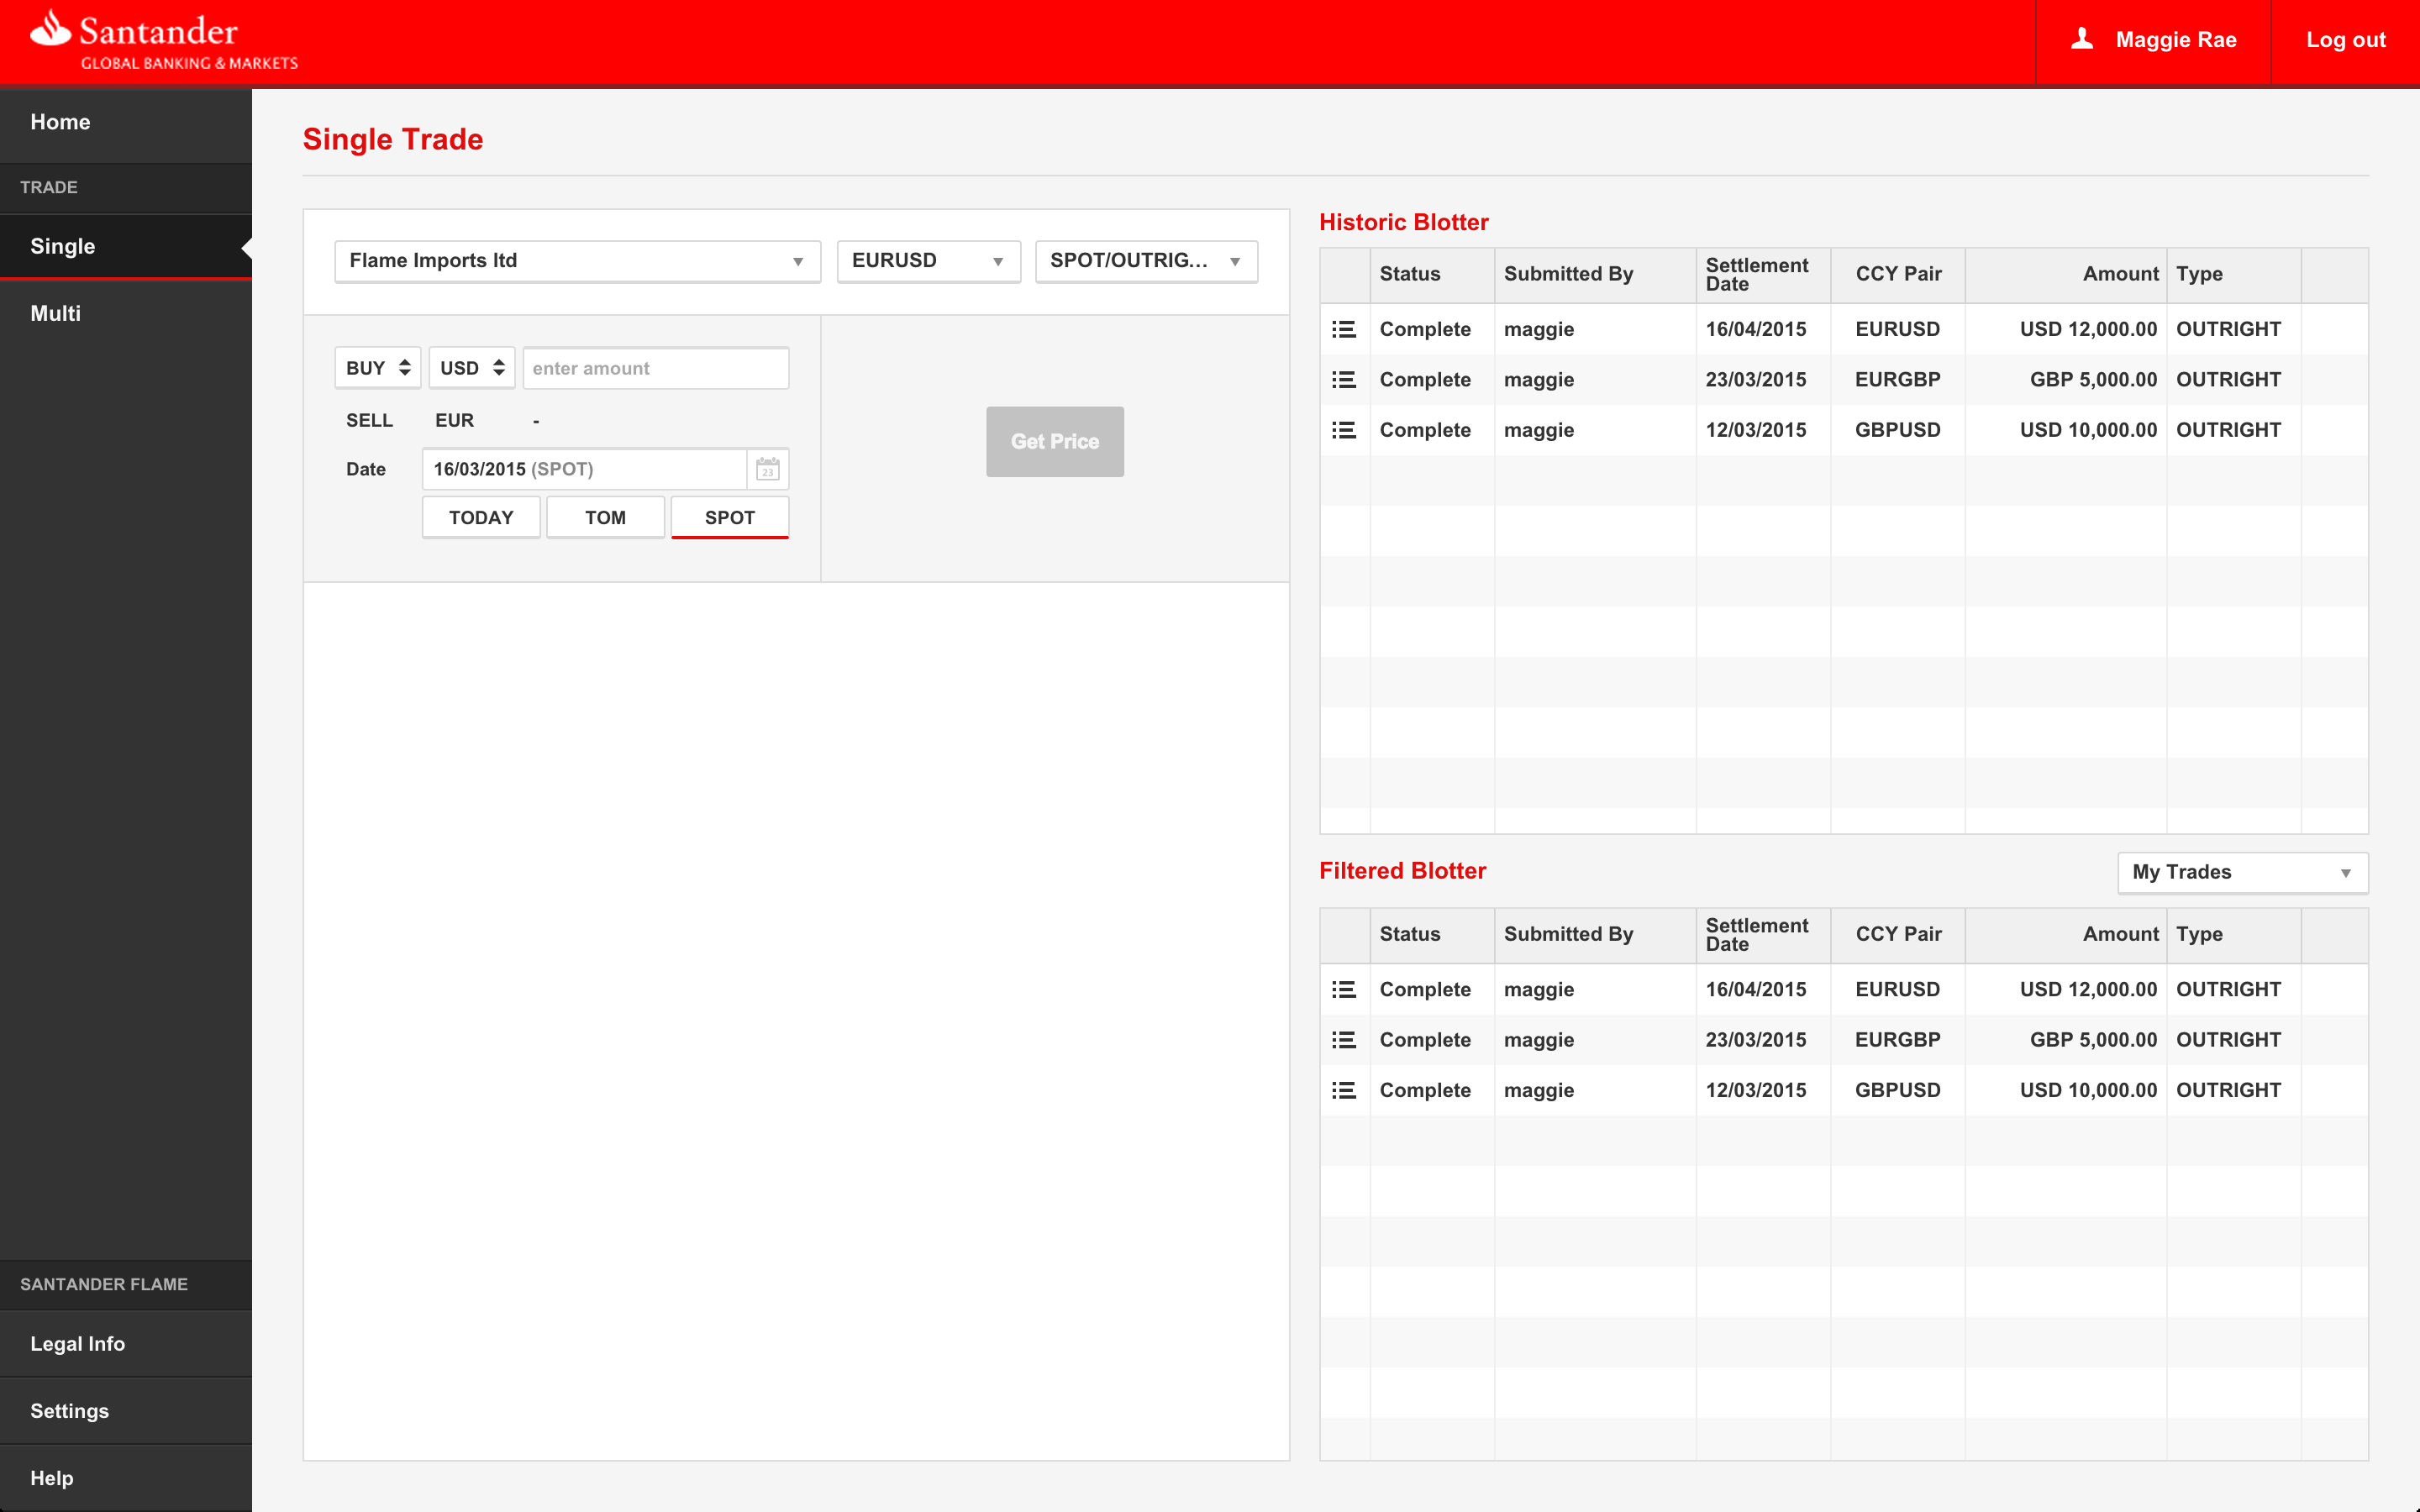 Santander
GLOBAL BANKING & MARKETS
Maggie Rae
Log out
Home
TRADE
Single
Multi
SANTANDER FLAME
Legal Info
Settings
Help
Single Trade
Flame Imports ltd
EURUSD
SPOT/OUTRIG...
BUY USD enter amount
SELL EUR -
Date 16/03/2015 (SPOT) 23
TODAY TOM SPOT
Get Price
Historic Blotter
Status Submitted By Settlement Date CCY Pair Amount Type
Complete maggie 16/04/2015 EURUSD USD 12,000.00 OUTRIGHT
Complete maggie 23/03/2015 EURGBP GBP 5,000.00 OUTRIGHT
Complete maggie 12/03/2015 GBPUSD USD 10,000.00 OUTRIGHT
Filtered Blotter
My Trades
Status Submitted By Settlement Date CCY Pair Amount Type
Complete maggie 16/04/2015 EURUSD USD 12,000.00 OUTRIGHT
Complete maggie 23/03/2015 EURGBP GBP 5,000.00 OUTRIGHT
Complete maggie 12/03/2015 GBPUSD USD 10,000.00 OUTRIGHT